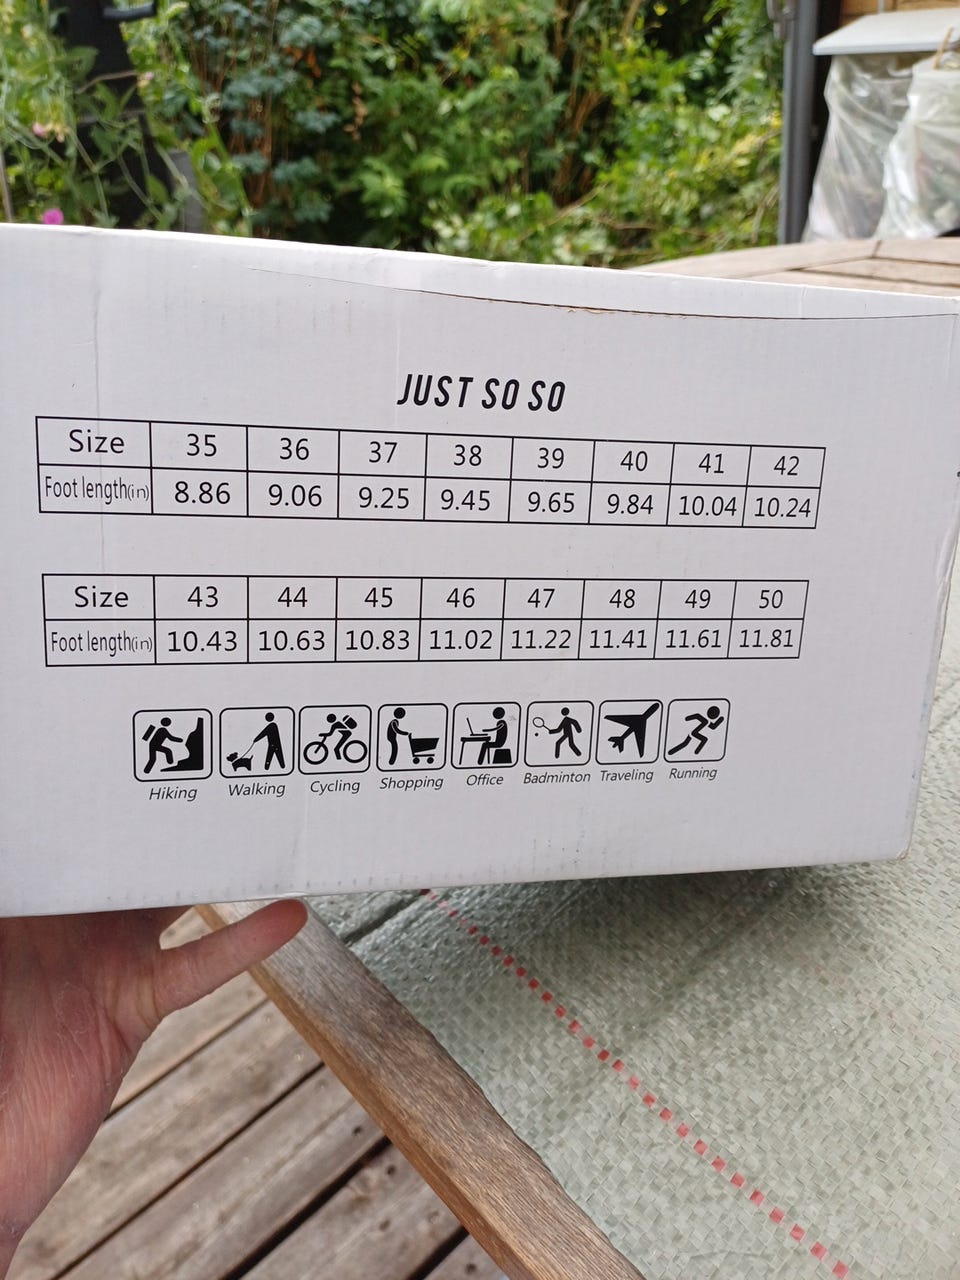 JUST SO SO
Size 35 36 37 38 39 40 41 42
Foot length(in) 8.86 9.06 9.25 9.45 9.65 9.84 10.04 10.24
Size 43 44 45 46 47 48 49 50
Foot length(in) 10.43 10.63 10.83 11.02 11.22 11.41 11.61 11.81
Hiking Walking Cycling Shopping Office Badminton Traveling Running